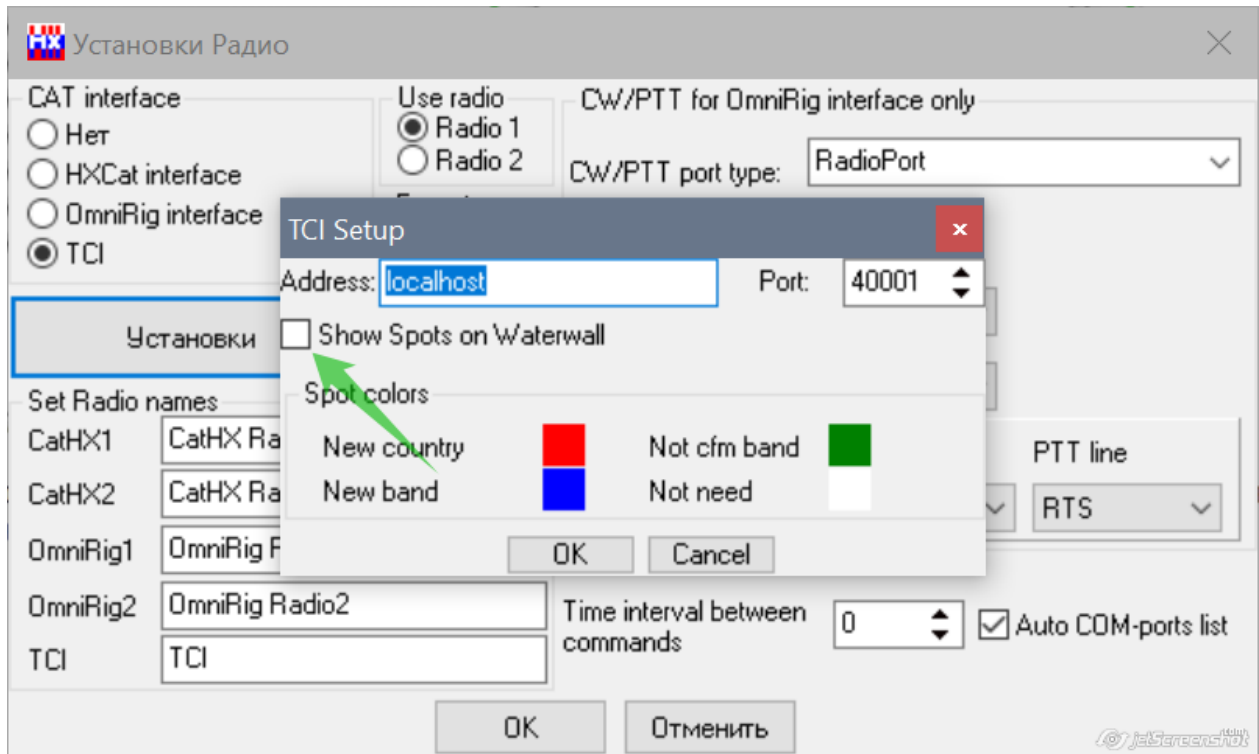 HX Установки Радио
CAT interface
Нет
HXCat interface
OmniRig interface
TCI
Use radio
Radio 1
Radio 2
CW/PTT for OmniRig interface only
CW/PTT port type: RadioPort
TCI Setup
Address: localhost Port: 40001
Show Spots on Waterwall
Spot colors
New country Not cfm band
New band Not need
OK Cancel
Установки
Set Radio names
CatHX1 CatHX Ra
CatHX2 CatHX Ra
OmniRig1 OmniRig
OmniRig2 OmniRig Radio2
TCI TCI
PTT line
RTS
Time interval between
commands
0 Auto COM-ports list
OK Отменить
jetScreenshot